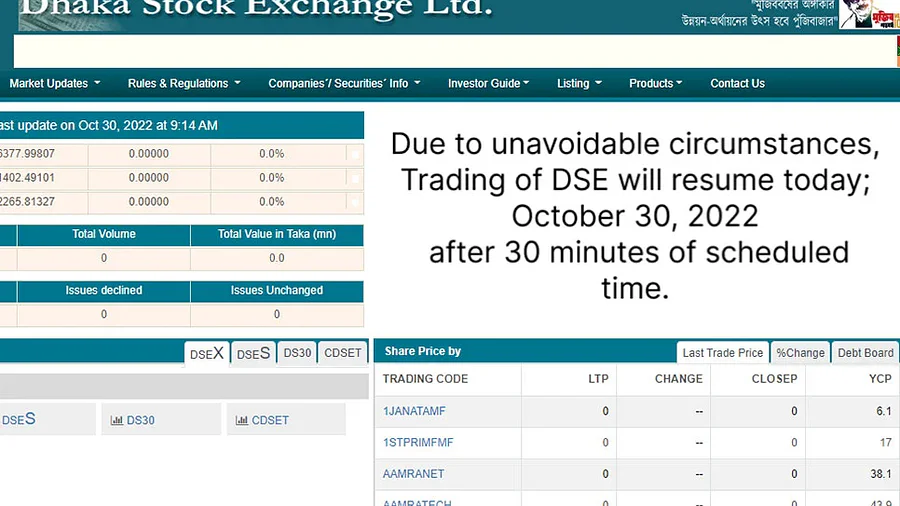 Dhaka Stock Exchange Ltd.
"মুজিববর্ষের অঙ্গীকার
উন্নয়ন-অর্থায়নের উৎস হবে পুঁজিবাজার"
Market Updates Rules & Regulations Companies´/ Securities´ Info Investor Guide Listing Products Contact Us
ast update on Oct 30, 2022 at 9:14 AM
6377.99807 0.00000 0.0%
1402.49101 0.00000 0.0%
2265.81327 0.00000 0.0%
Total Volume Total Value in Taka (mn)
0 0.0
Issues declined Issues Unchanged
0 0
Due to unavoidable circumstances,
Trading of DSE will resume today;
October 30, 2022
after 30 minutes of scheduled
time.
DSEX DSES DS30 CDSET
DSES DS30 CDSET
Share Price by Last Trade Price %Change Debt Board
TRADING CODE LTP CHANGE CLOSEP YCP
1JANATAMF 0 -- 0 6.1
1STPRIMFMF 0 -- 0 17
AAMRANET 0 -- 0 38.1
AAMRATECH 0 -- 0 43.9